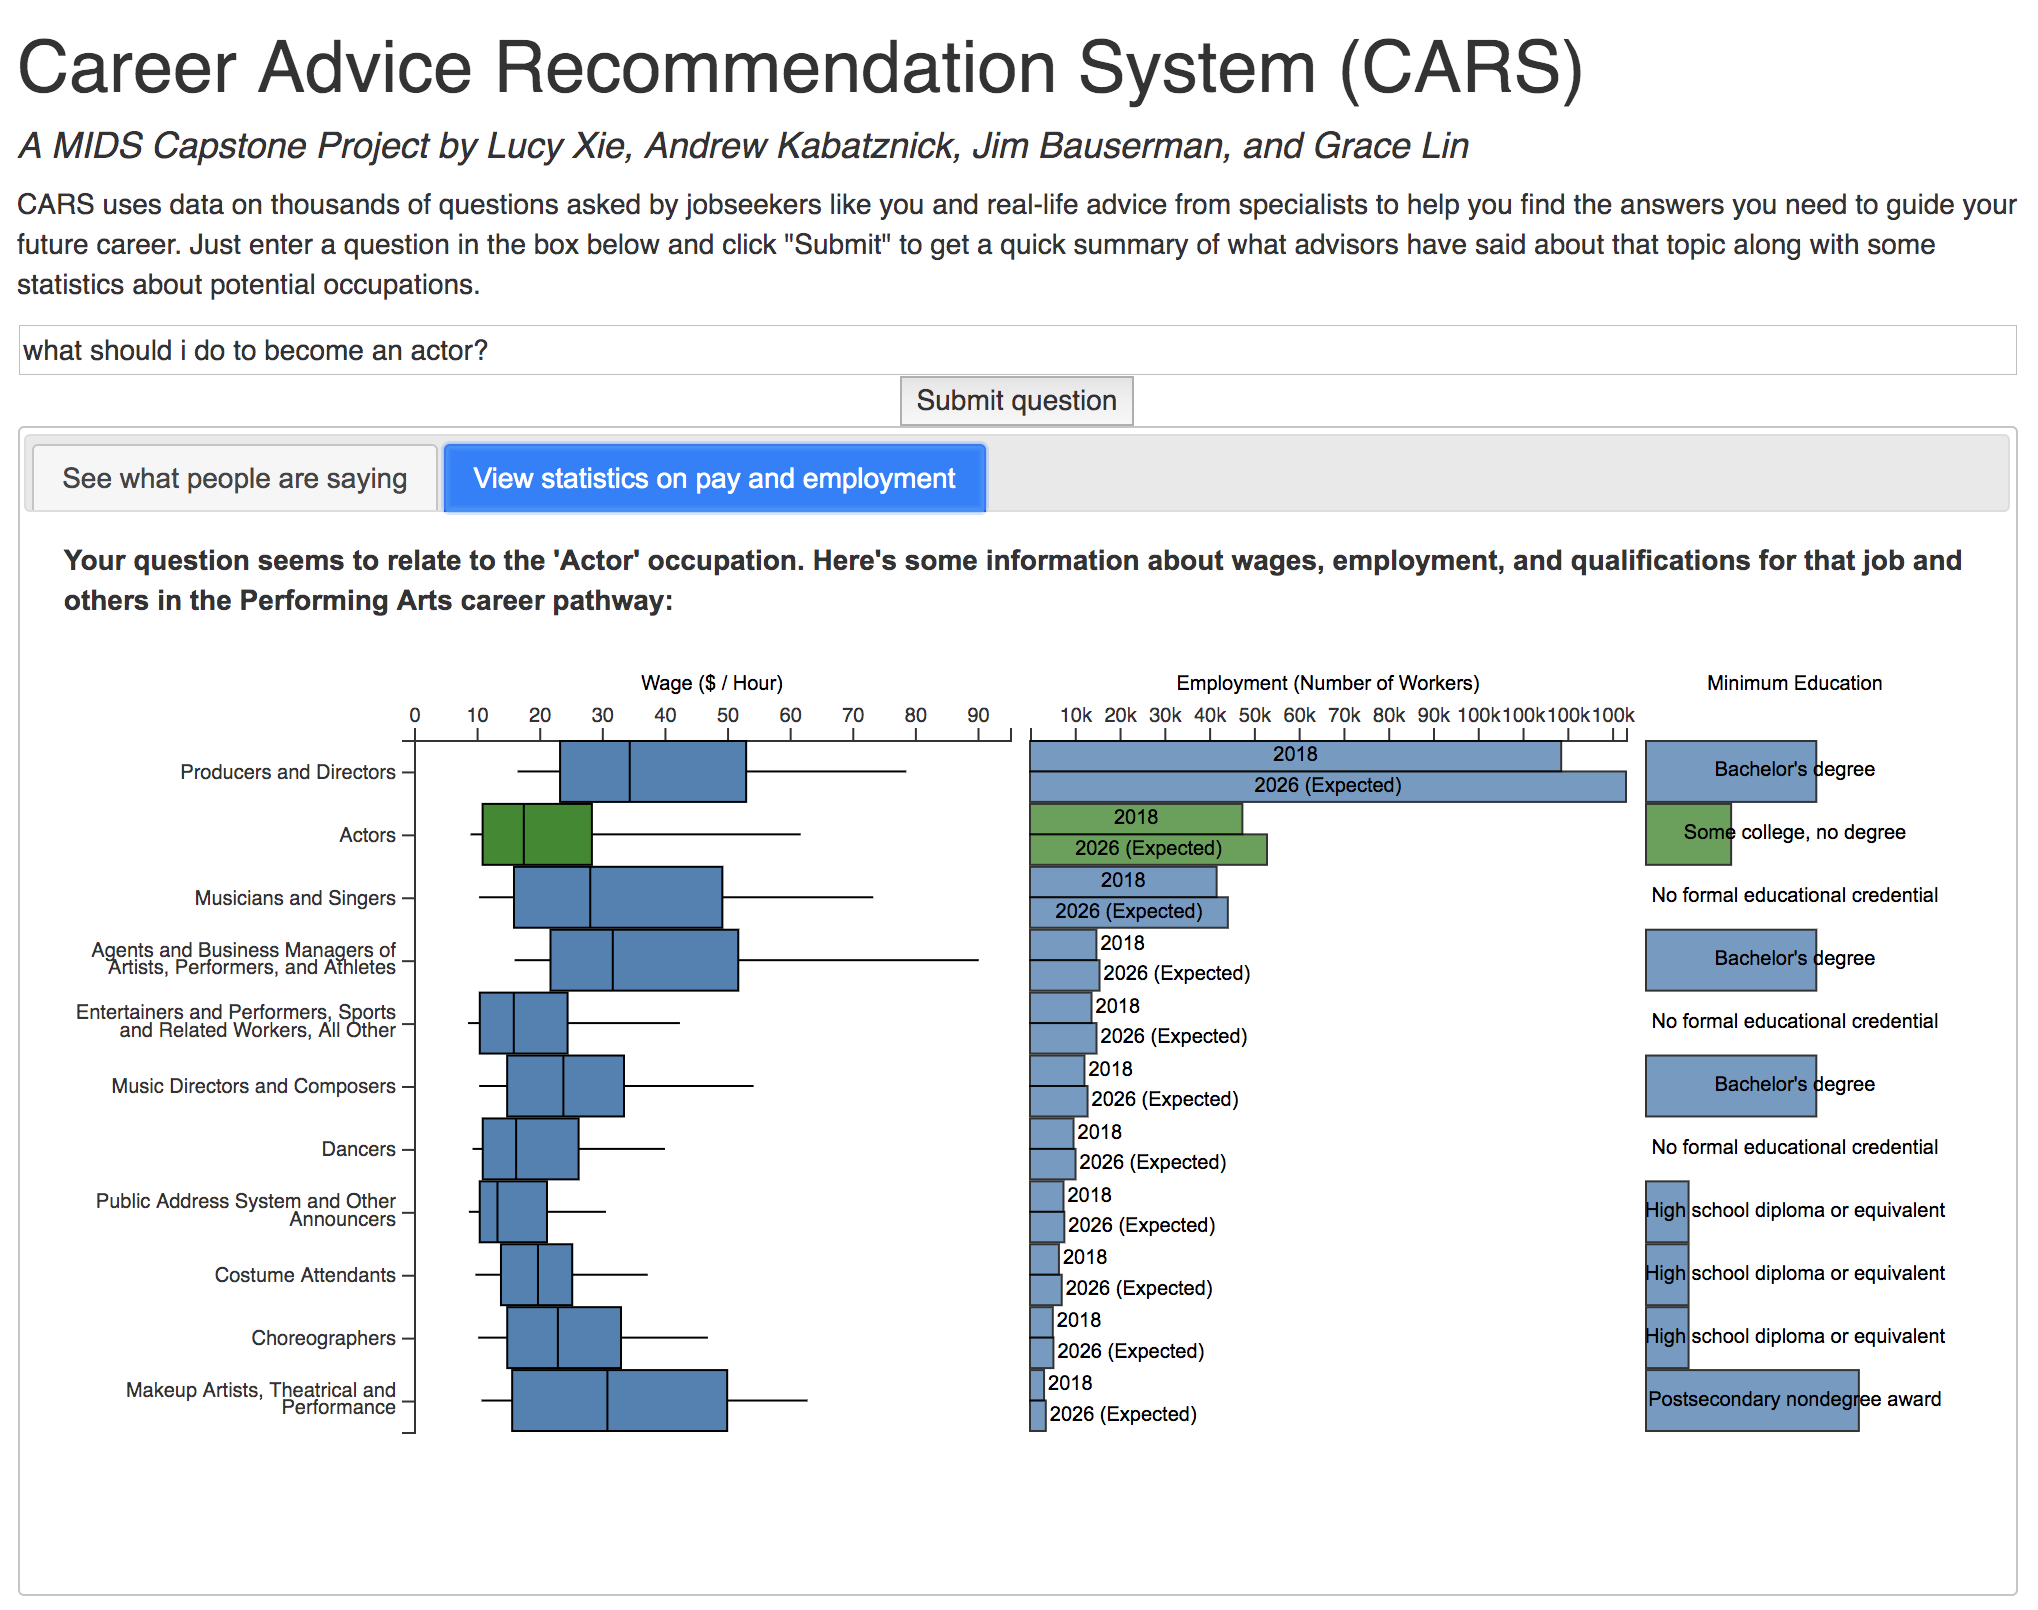 Career Advice Recommendation System (CARS)
A MIDS Capstone Project by Lucy Xie, Andrew Kabatznick, Jim Bauserman, and Grace Lin
CARS uses data on thousands of questions asked by jobseekers like you and real-life advice from specialists to help you find the answers you need to guide your
future career. Just enter a question in the box below and click "Submit" to get a quick summary of what advisors have said about that topic along with some
statistics about potential occupations.
what should i do to become an actor?
Submit question
See what people are saying
View statistics on pay and employment
Your question seems to relate to the 'Actor' occupation. Here's some information about wages, employment, and qualifications for that job and
others in the Performing Arts career pathway:
Wage ($ / Hour)
0 10 20 30 40 50 60 70 80 90
Employment (Number of Workers)
10k 20k 30k 40k 50k 60k 70k 80k 90k 100k 100k 100k 100k
Minimum Education
Producers and Directors
2018
2026 (Expected)
Bachelor's degree
Actors
2018
2026 (Expected)
Some college, no degree
Musicians and Singers
2018
2026 (Expected)
No formal educational credential
Agents and Business Managers of
Artists, Performers, and Athletes
2018
2026 (Expected)
Bachelor's degree
Entertainers and Performers, Sports
and Related Workers, All Other
2018
2026 (Expected)
No formal educational credential
Music Directors and Composers
2018
2026 (Expected)
Bachelor's degree
Dancers
2018
2026 (Expected)
No formal educational credential
Public Address System and Other
Announcers
2018
2026 (Expected)
High school diploma or equivalent
Costume Attendants
2018
2026 (Expected)
High school diploma or equivalent
Choreographers
2018
2026 (Expected)
High school diploma or equivalent
Makeup Artists, Theatrical and
Performance
2018
2026 (Expected)
Postsecondary nondegree award